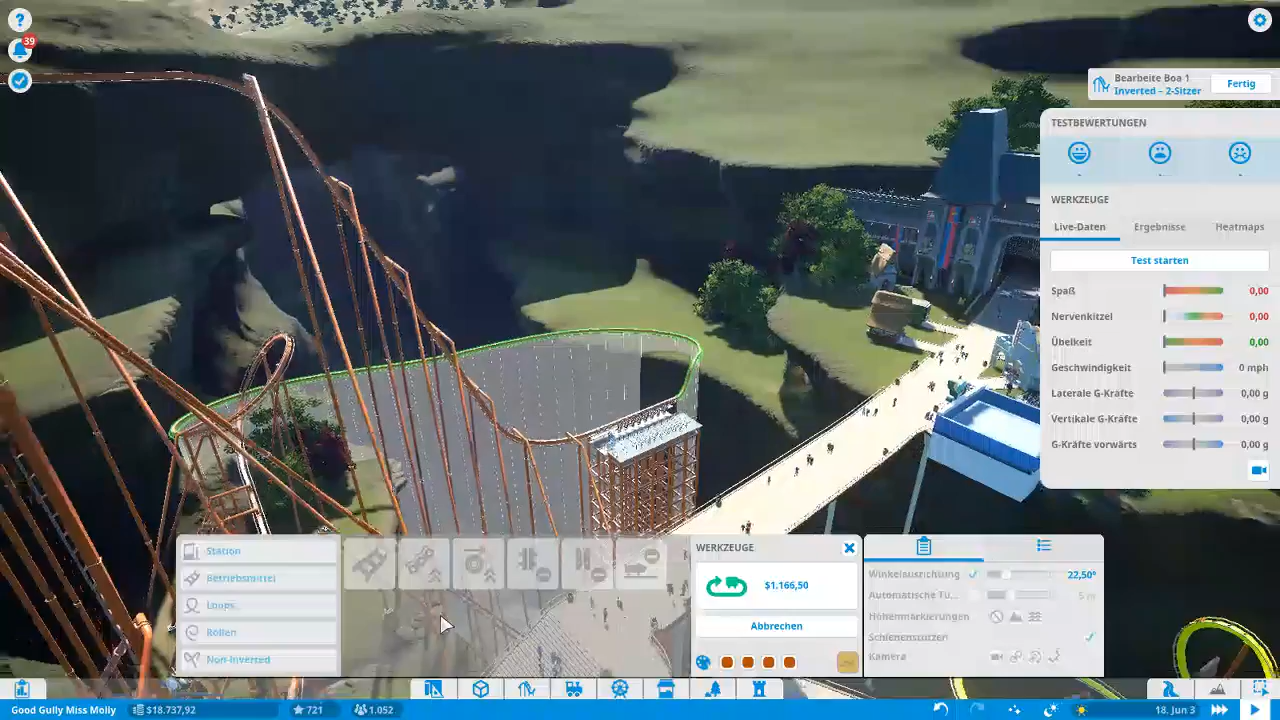 ?
39
Bearbeite Boa 1
Inverted – 2-Sitzer
Fertig
TESTBEWERTUNGEN
WERKZEUGE
Live-Daten
Ergebnisse
Heatmaps
Test starten
Spaß
0,00
Nervenkitzel
0,00
Übelkeit
0,00
Geschwindigkeit
0 mph
Laterale G-Kräfte
0,00 g
Vertikale G-Kräfte
0,00 g
G-Kräfte vorwärts
0,00 g
Station
Betriebsmittel
Loops
Rollen
Non-Inverted
WERKZEUGE
$1.166,50
Abbrechen
Winkelausrichtung
22,50°
Automatische Tu...
5 m
Höhenmarkierungen
Schienenstützen
Kamera
Good Gully Miss Molly
$18.737,92
721
1.052
18. Jun 3